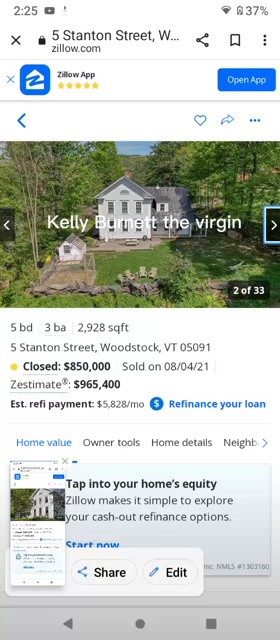 2:25
37%
5 Stanton Street, W...
zillow.com
Zillow App
Open App
Kelly Burnett the virgin
2 of 33
5 bd 3 ba 2,928 sqft
5 Stanton Street, Woodstock, VT 05091
Closed: $850,000 Sold on 08/04/21
Zestimate®: $965,400
Est. refi payment: $5,828/mo $ Refinance your loan
Home value Owner tools Home details Neighb
Tap into your home's equity
Zillow makes it simple to explore
your cash-out refinance options.
Start now
Inc. NMLS #1303160
Share Edit